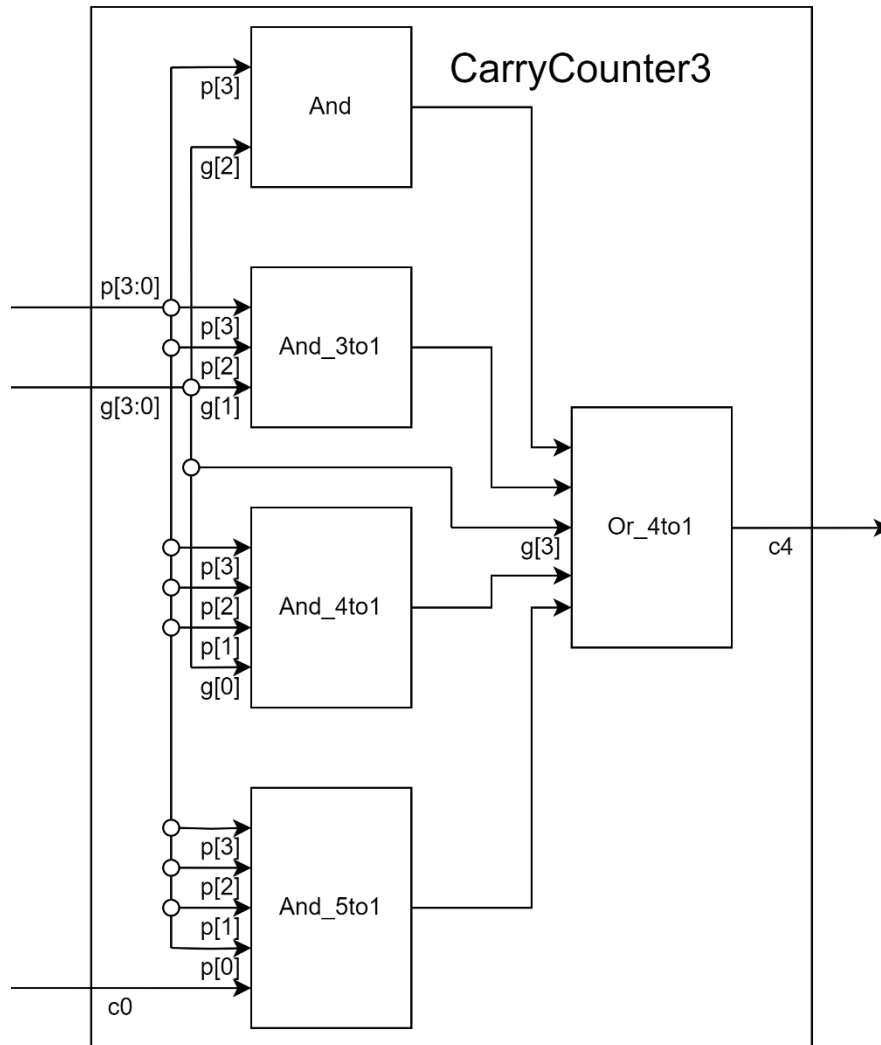 CarryCounter3
p[3]
And
g[2]
p[3:0]
p[3]
And_3to1
p[2]
g[3:0]
g[1]
Or_4to1
g[3]
c4
p[3]
p[2]
And_4to1
p[1]
g[0]
p[3]
p[2]
And_5to1
p[1]
p[0]
c0